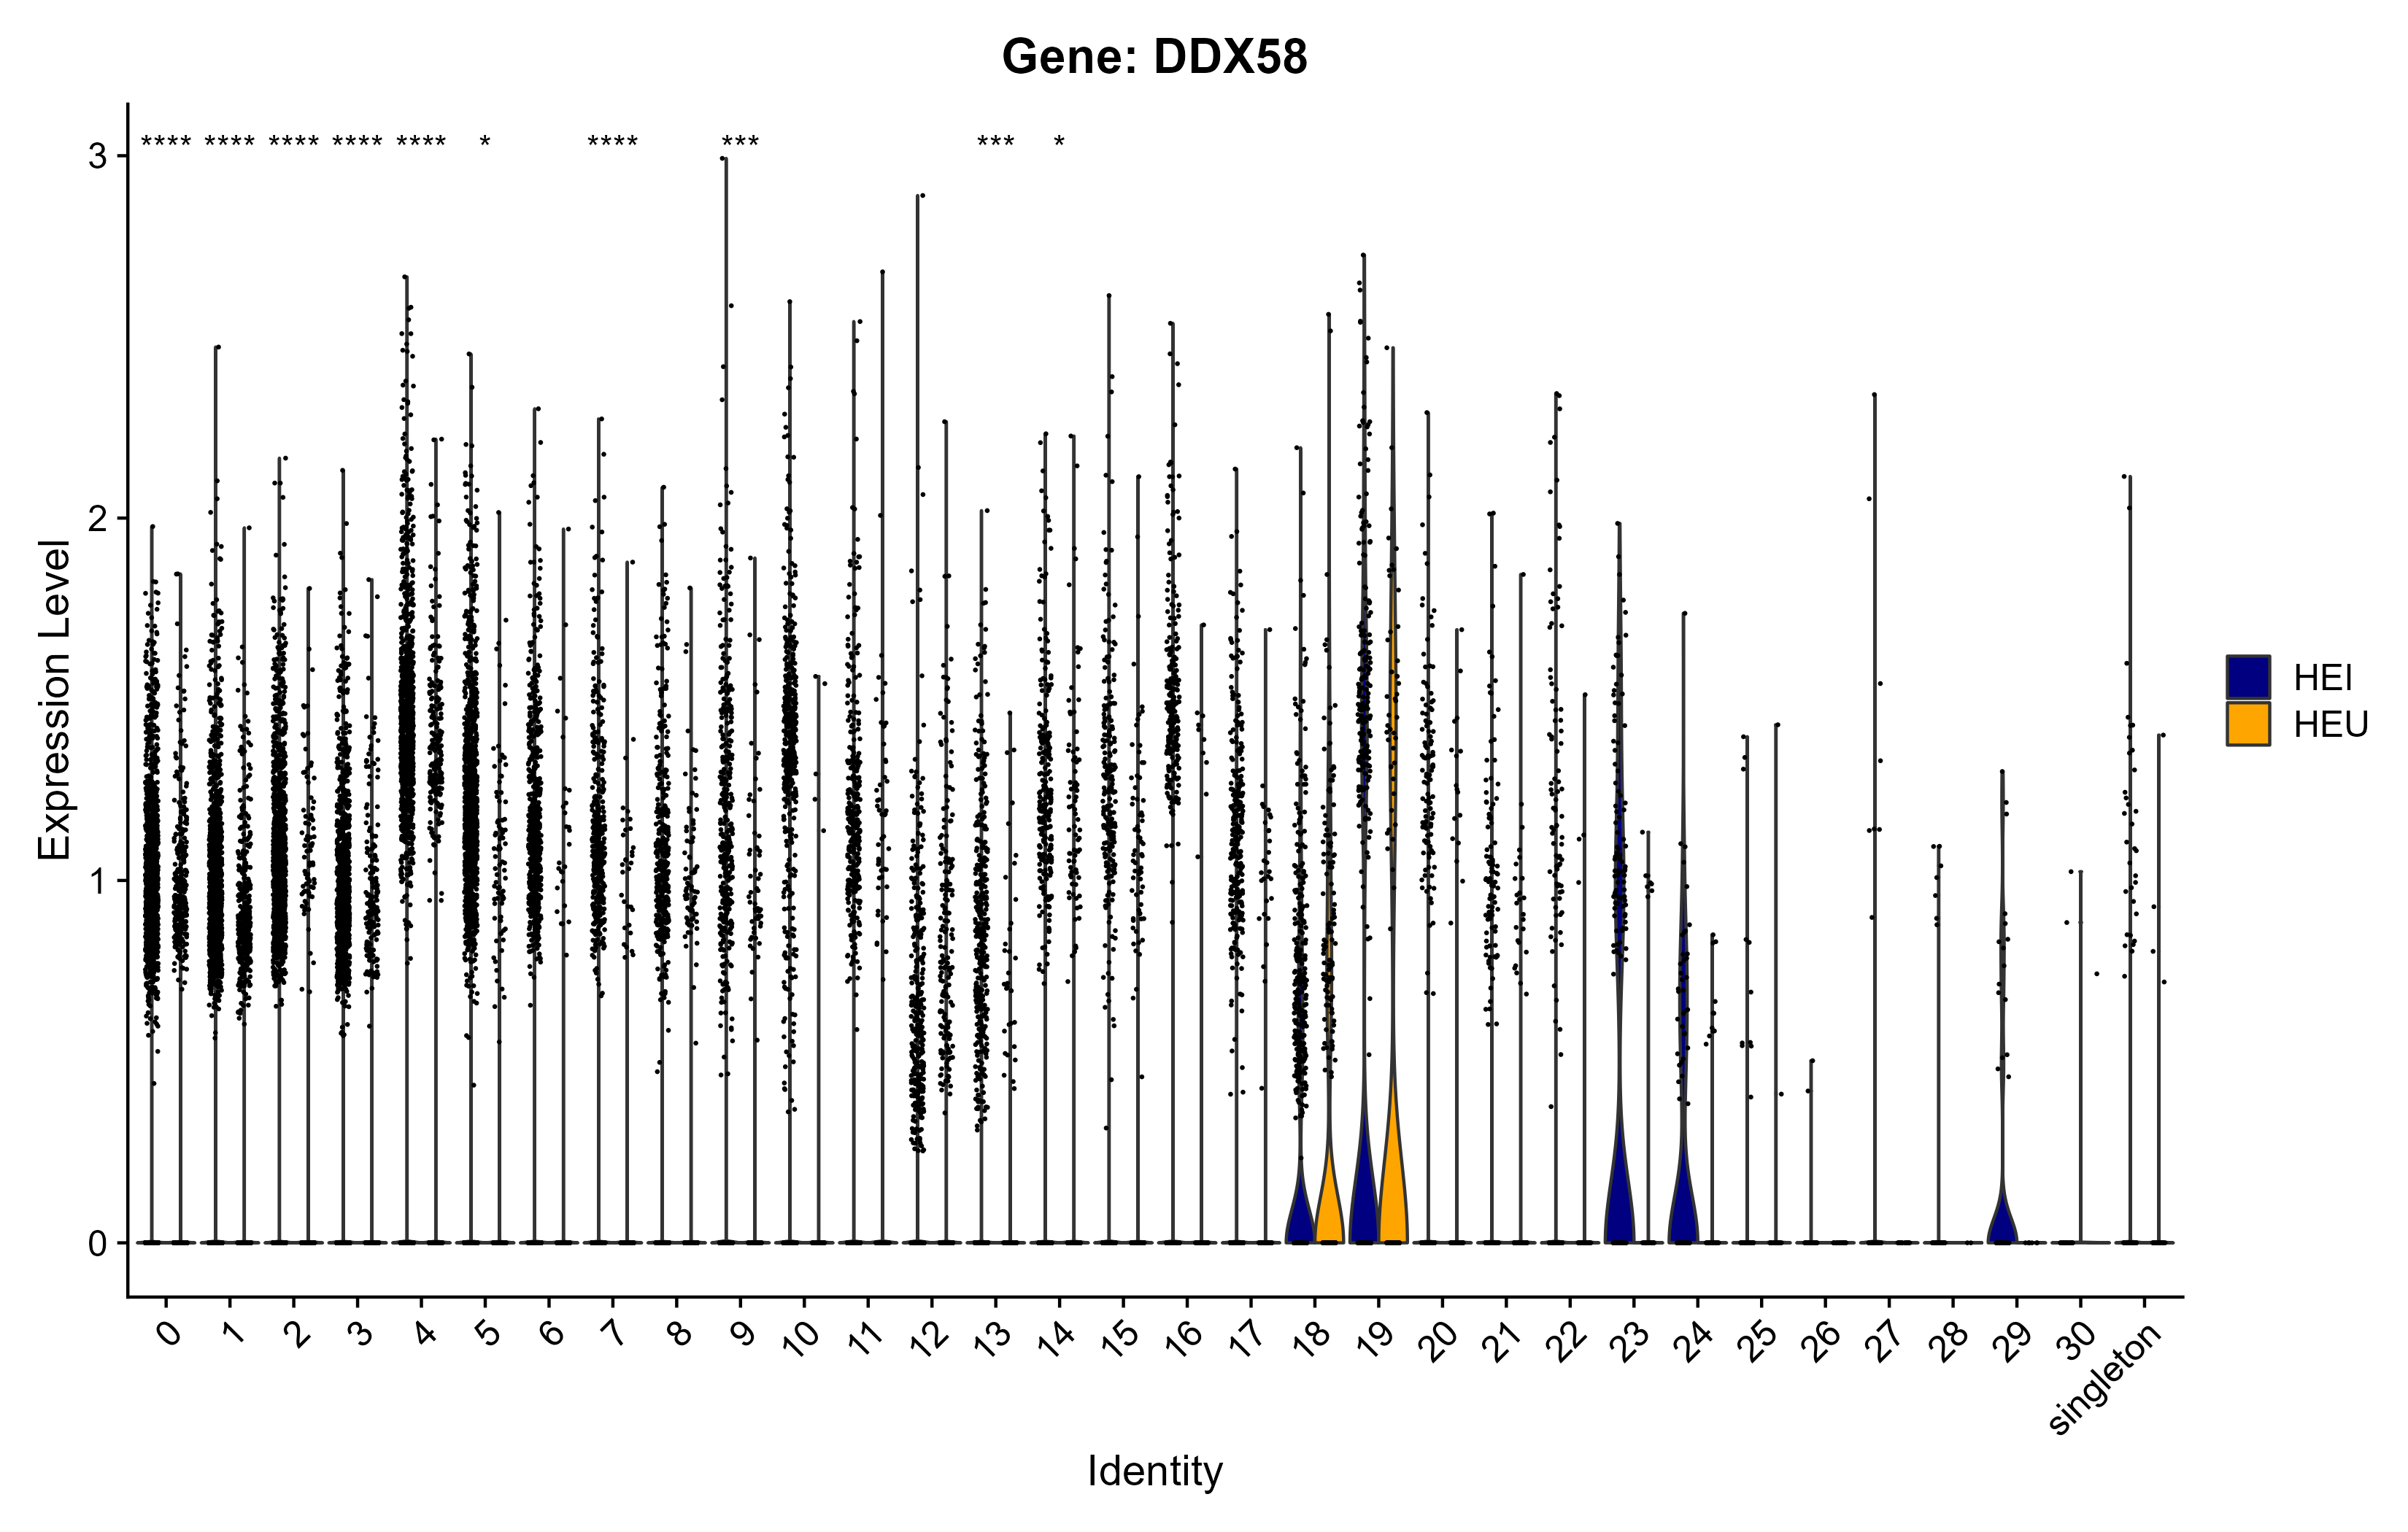 Gene: DDX58
**** **** **** **** **** * **** *** *** *
3
2
1
0
Expression Level
HEI
HEU
0 1 2 3 4 5 6 7 8 9 10 11 12 13 14 15 16 17 18 19 20 21 22 23 24 25 26 27 28 29 30 singleton
Identity